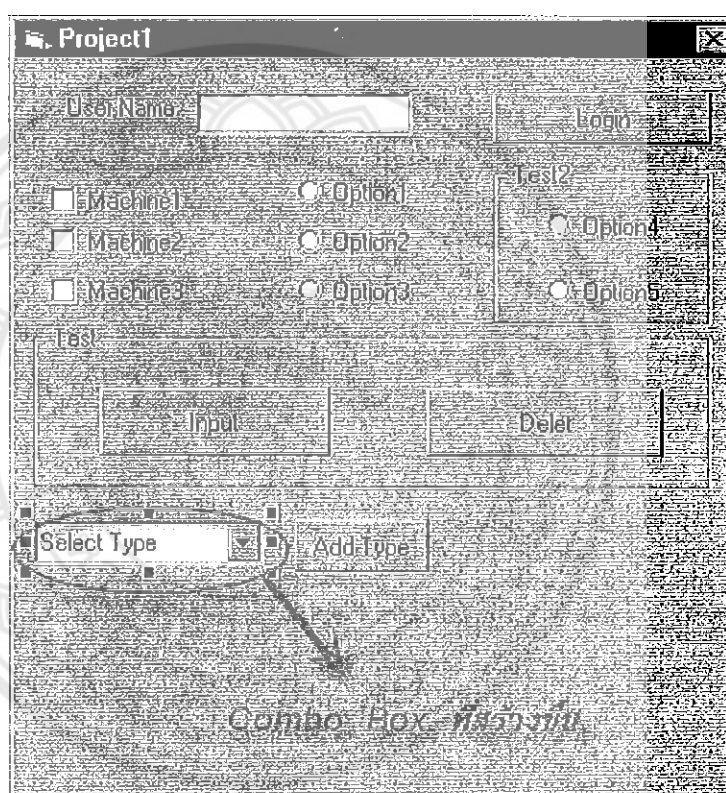 Project1
User Name
Login
Machine1
Option1
Test2
Machine2
Option2
Option4
Machine3
Option3
Option5
Test
Input
Delet
Select Type
Add Type
Combo Box ที่สร้างขึ้น